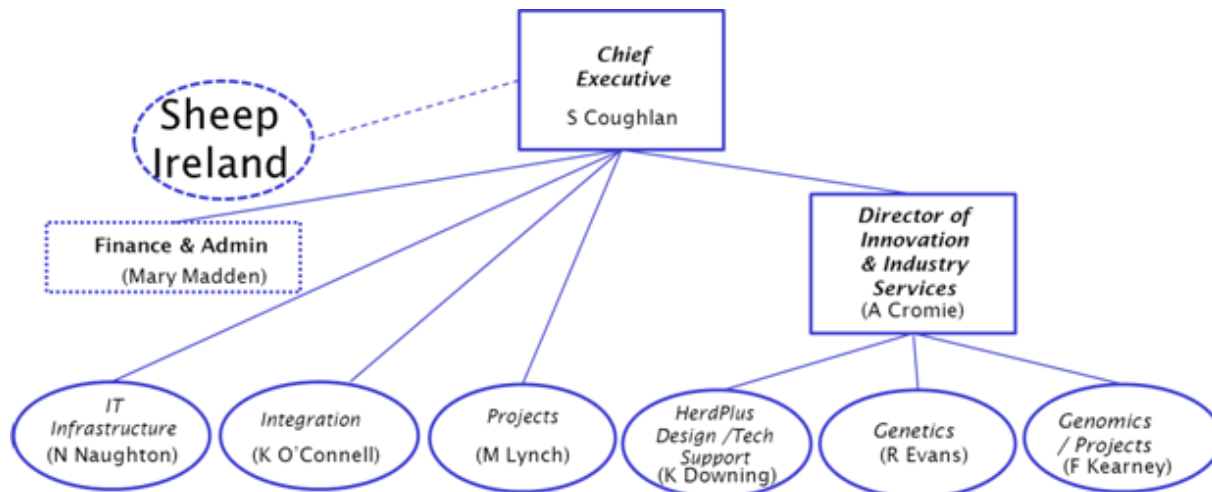 Chief
Executive
S Coughlan
Sheep
Ireland
Finance & Admin
(Mary Madden)
Director of
Innovation
& Industry
Services
(A Cromie)
IT
Infrastructure
(N Naughton)
Integration
(K O'Connell)
Projects
(M Lynch)
HerdPlus
Design /Tech
Support
(K Downing)
Genetics
(R Evans)
Genomics
/ Projects
(F Kearney)